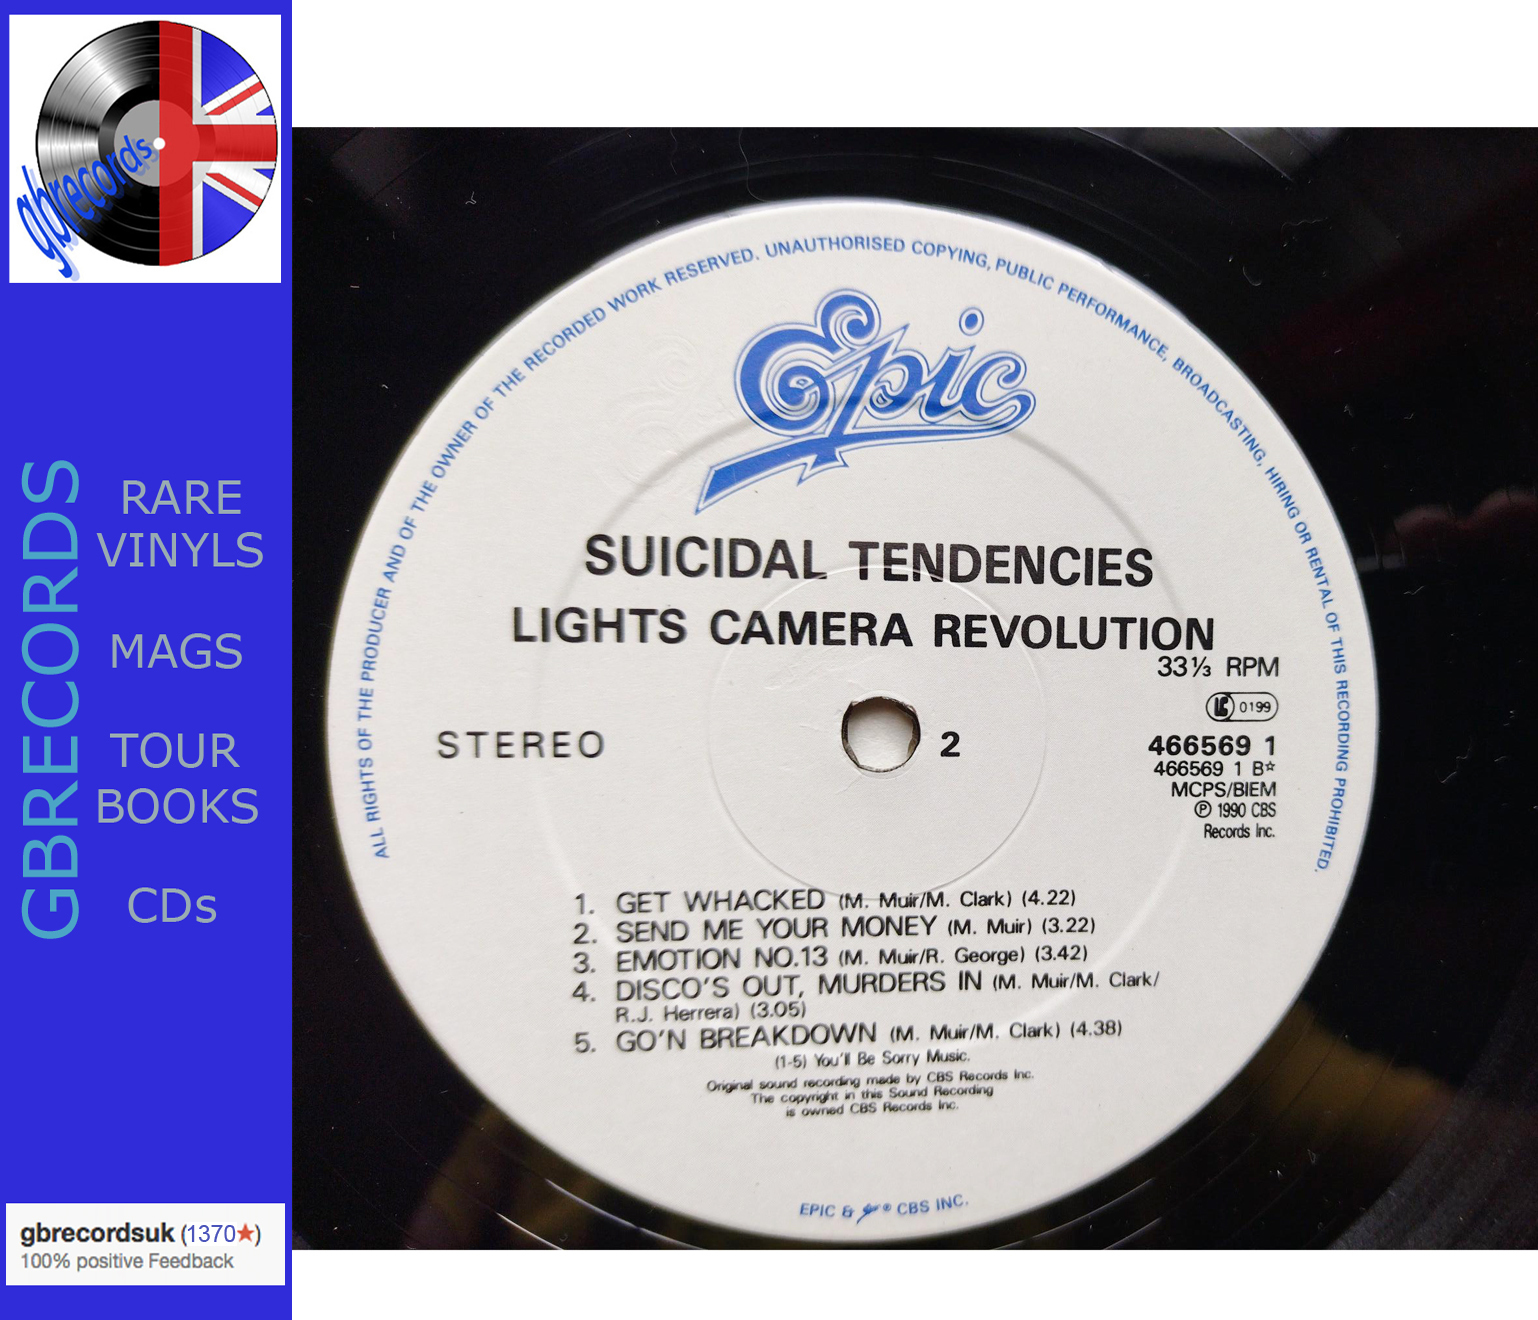 gbrecords
GBRECORDS
RARE
VINYLS
MAGS
TOUR
BOOKS
CDs
gbrecordsuk (1370★)
100% positive Feedback
ALL RIGHTS OF THE PRODUCER AND OF THE OWNER OF THE RECORDED WORK RESERVED. UNAUTHORISED COPYING, PUBLIC PERFORMANCE, BROADCASTING, HIRING OR RENTAL OF THIS RECORDING PROHIBITED.
Epic
SUICIDAL TENDENCIES
LIGHTS CAMERA REVOLUTION
33⅓ RPM
LC 0199
STEREO
2
466569 1
466569 1 B☆
MCPS/BIEM
℗ 1990 CBS
Records Inc.
1. GET WHACKED (M. Muir/M. Clark) (4.22)
2. SEND ME YOUR MONEY (M. Muir) (3.22)
3. EMOTION NO.13 (M. Muir/R. George) (3.42)
4. DISCO'S OUT, MURDERS IN (M. Muir/M. Clark/
R.J. Herrera) (3.05)
5. GO'N BREAKDOWN (M. Muir/M. Clark) (4.38)
(1-5) You'll Be Sorry Music.
Original sound recording made by CBS Records Inc.
The copyright in this Sound Recording
is owned CBS Records Inc.
EPIC & Epic ® CBS INC.